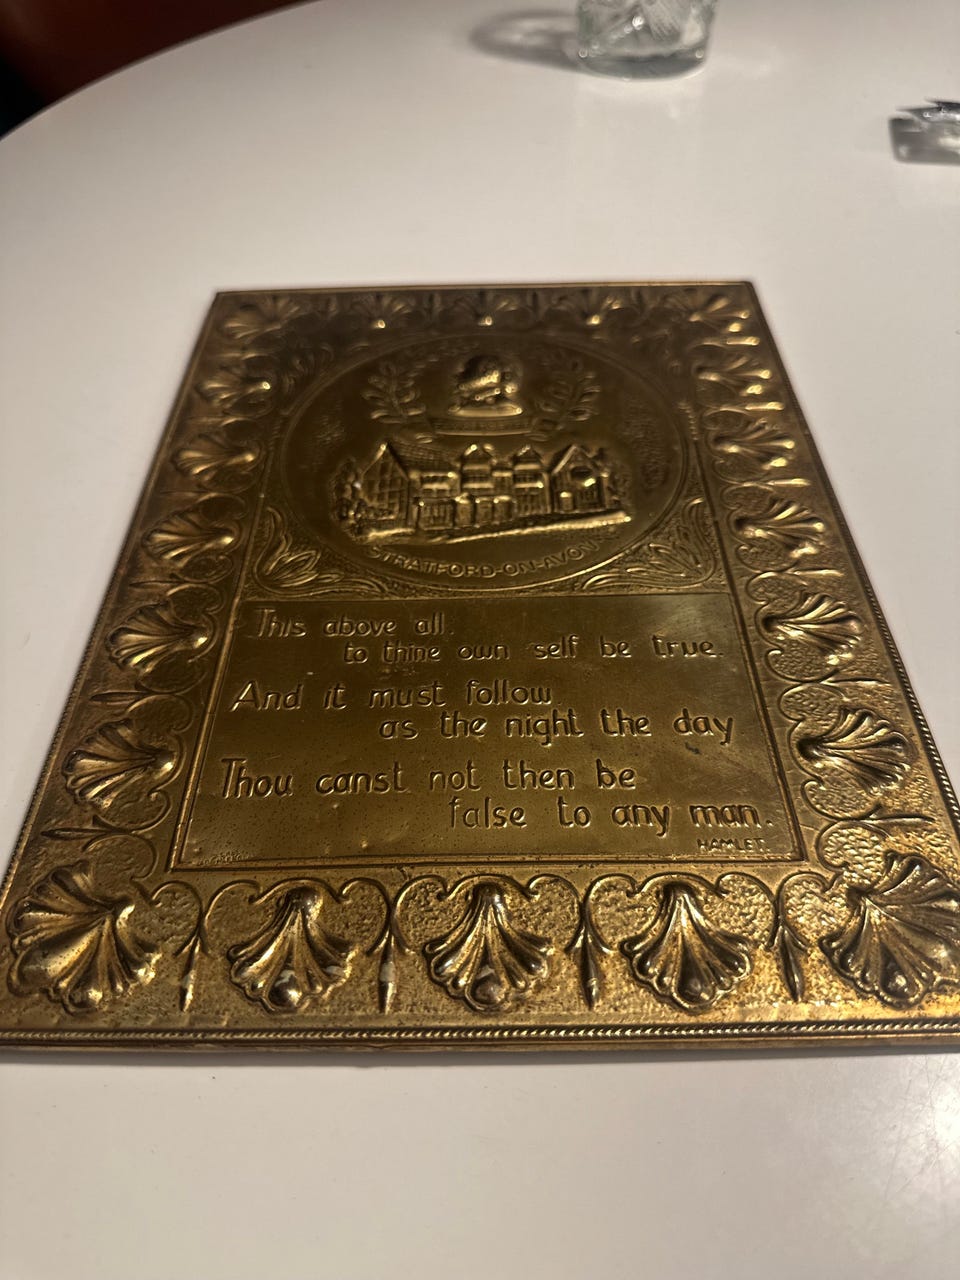 STRATFORD-ON-AVON
This above all.
to thine own self be true.
And it must follow
as the night the day
Thou canst not then be
false to any man.
HAMLET.